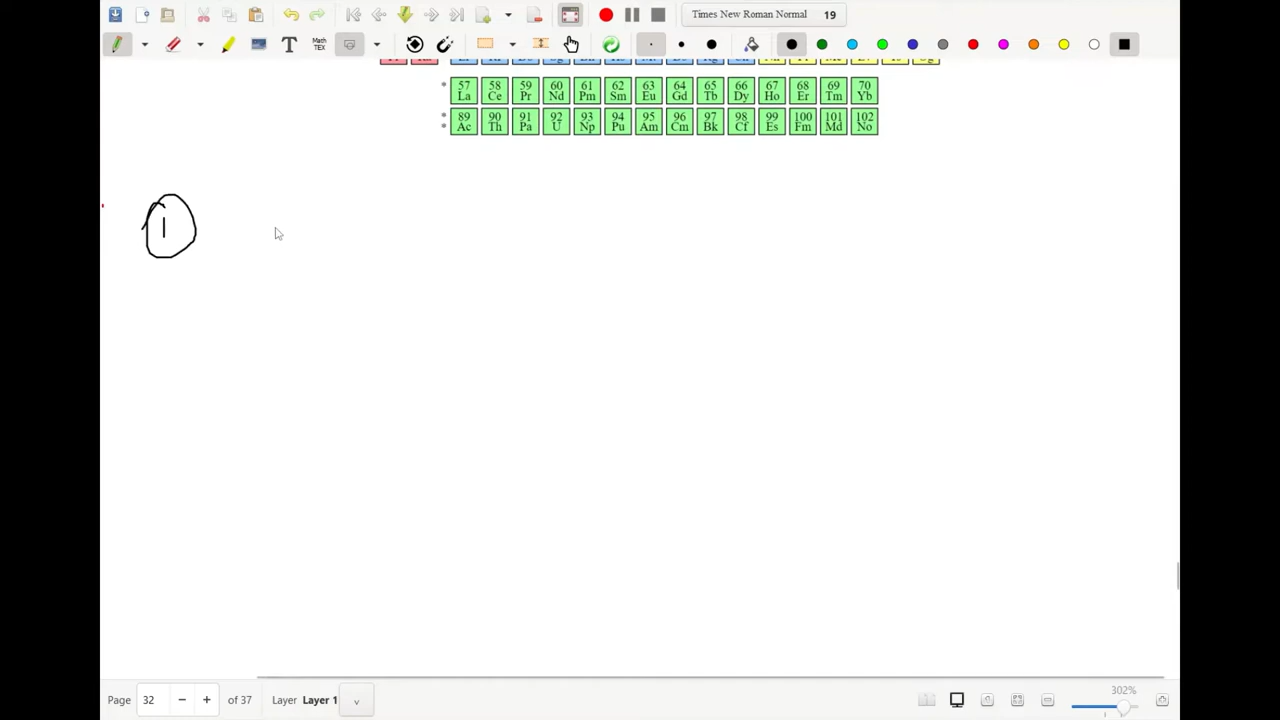 Times New Roman Normal 19
T Math TEX
* 57 58 59 60 61 62 63 64 65 66 67 68 69 70
La Ce Pr Nd Pm Sm Eu Gd Tb Dy Ho Er Tm Yb
* 89 90 91 92 93 94 95 96 97 98 99 100 101 102
* Ac Th Pa U Np Pu Am Cm Bk Cf Es Fm Md No
1
Page 32 − + of 37 Layer Layer 1 302%